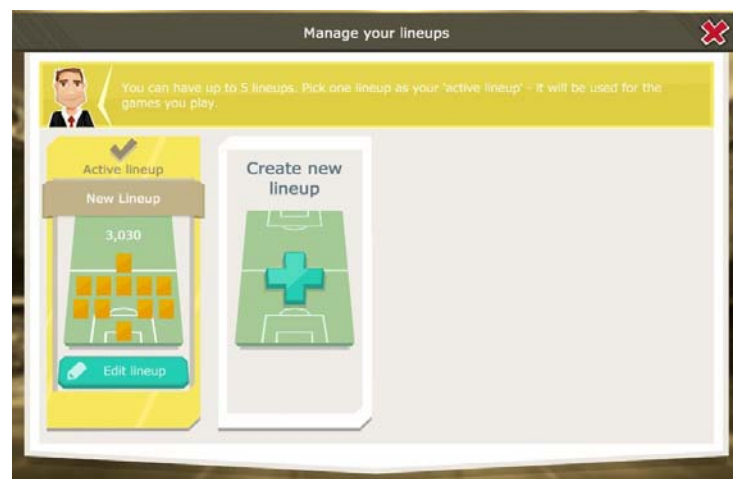 Manage your lineups
You can have up to 5 lineups. Pick one lineup as your 'active lineup' - it will be used for the
games you play.
Active lineup
New Lineup
3,030
Edit lineup
Create new
lineup